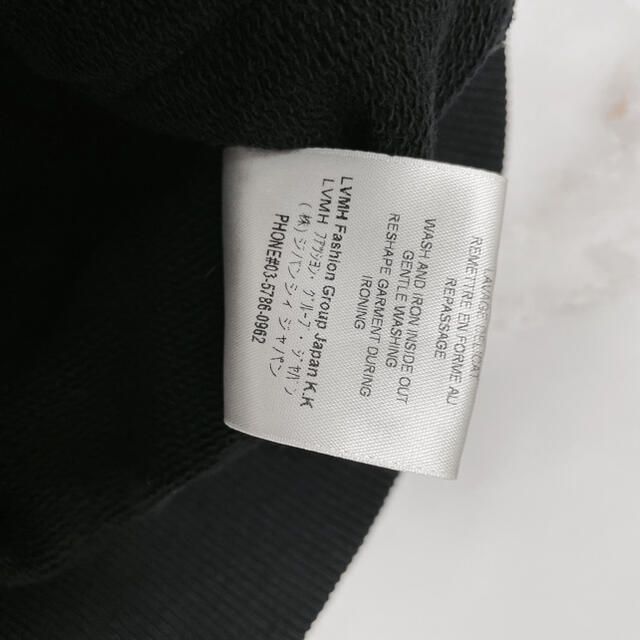 REMETTRE EN FORME AU
REPASSAGE
WASH AND IRON INSIDE OUT
GENTLE WASHING
RESHAPE GARMENT DURING
IRONING
LVMH Fashion Group Japan K.K
LVMH ファッション グループ・ジャパン
(株)ジバンシィ ジャパン
PHONE#03-5786-0962